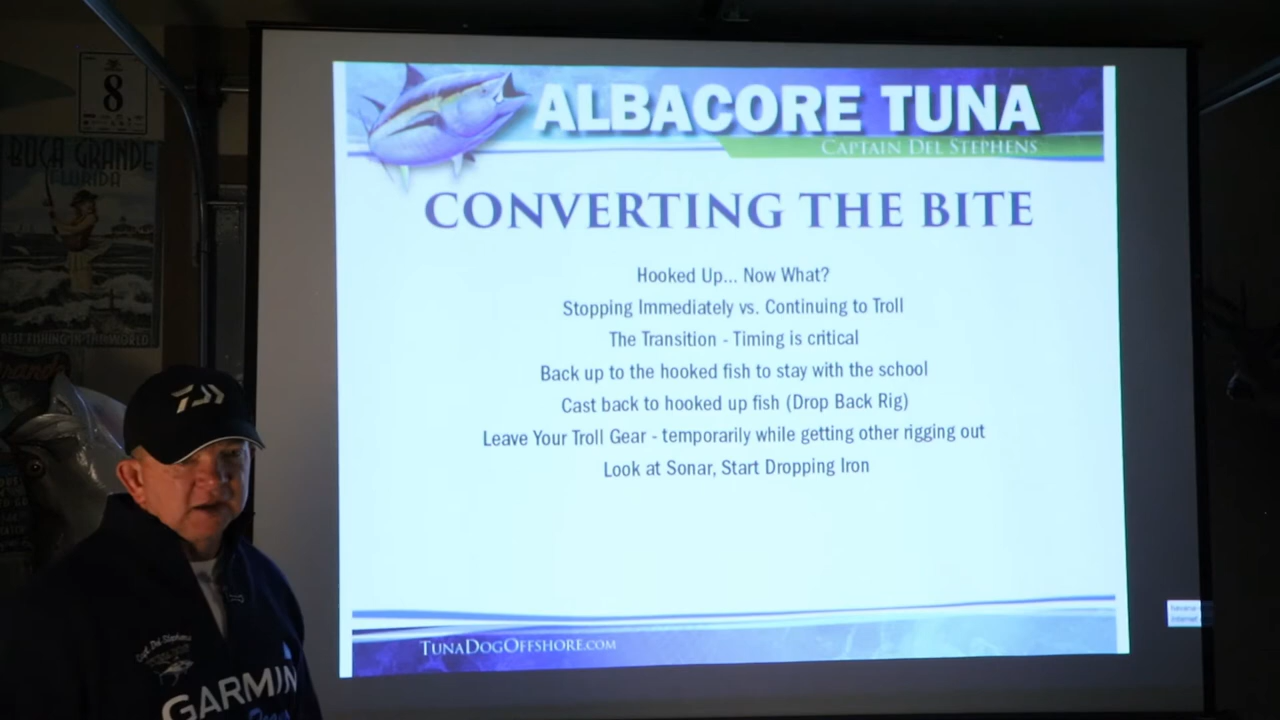 8
BOCA GRANDE
FLORIDA
BEST FISHING IN THE WORLD
ALBACORE TUNA
CAPTAIN DEL STEPHENS
CONVERTING THE BITE
Hooked Up... Now What?
Stopping Immediately vs. Continuing to Troll
The Transition - Timing is critical
Back up to the hooked fish to stay with the school
Cast back to hooked up fish (Drop Back Rig)
Leave Your Troll Gear - temporarily while getting other rigging out
Look at Sonar, Start Dropping Iron
TUNADOGOFFSHORE.COM
Capt. Del Stephens
GARMIN